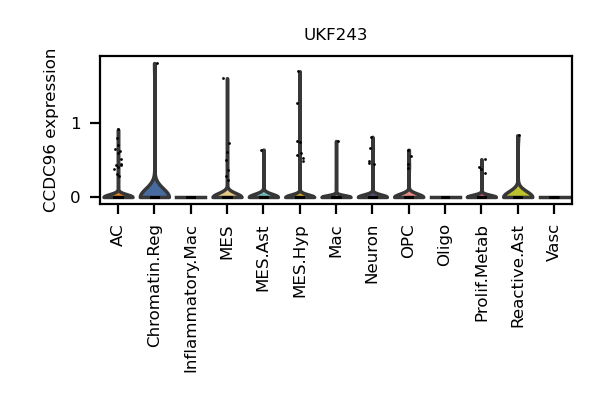 UKF243
CCDC96 expression
1
0
AC
Chromatin.Reg
Inflammatory.Mac
MES
MES.Ast
MES.Hyp
Mac
Neuron
OPC
Oligo
Prolif.Metab
Reactive.Ast
Vasc